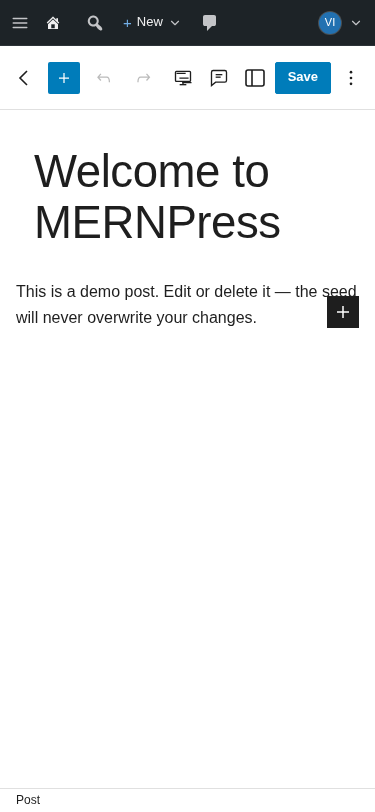 + New
VI
Save
Welcome to
MERNPress
This is a demo post. Edit or delete it — the seed
will never overwrite your changes.
Post